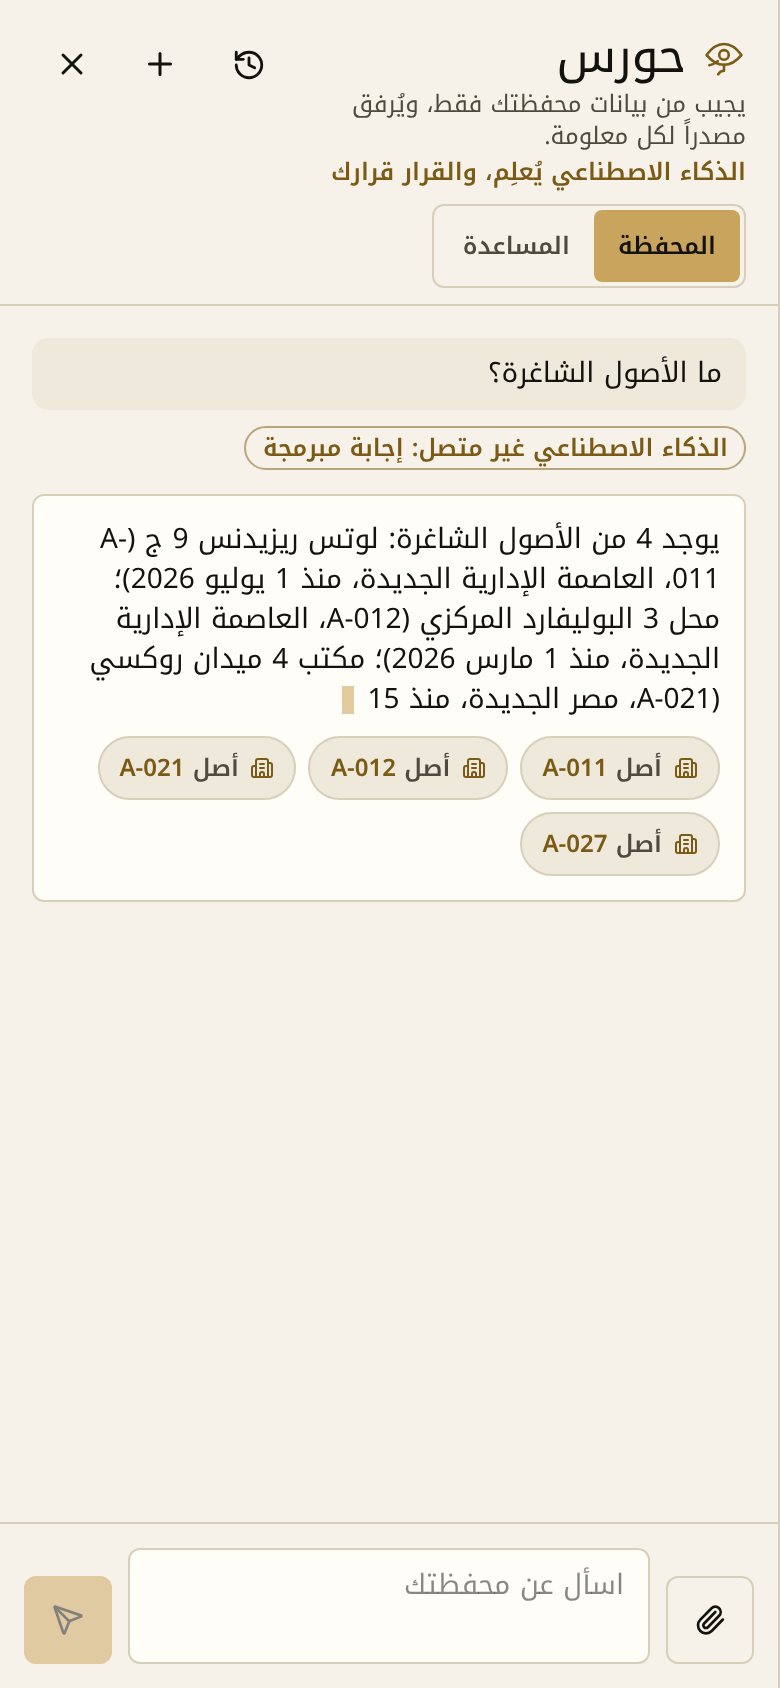 حورس
يجيب من بيانات محفظتك فقط، ويُرفق
مصدراً لكل معلومة.
الذكاء الاصطناعي يُعلِم، والقرار قرارك
المحفظة
المساعدة
ما الأصول الشاغرة؟
الذكاء الاصطناعي غير متصل: إجابة مبرمجة
يوجد 4 من الأصول الشاغرة: لوتس ريزيدنس 9 ج (A-
011، العاصمة الإدارية الجديدة، منذ 1 يوليو 2026)؛
محل 3 البوليفارد المركزي (A-012، العاصمة الإدارية
الجديدة، منذ 1 مارس 2026)؛ مكتب 4 ميدان روكسي
(A-021، مصر الجديدة، منذ 15
أصل A-011
أصل A-012
أصل A-021
أصل A-027
اسأل عن محفظتك